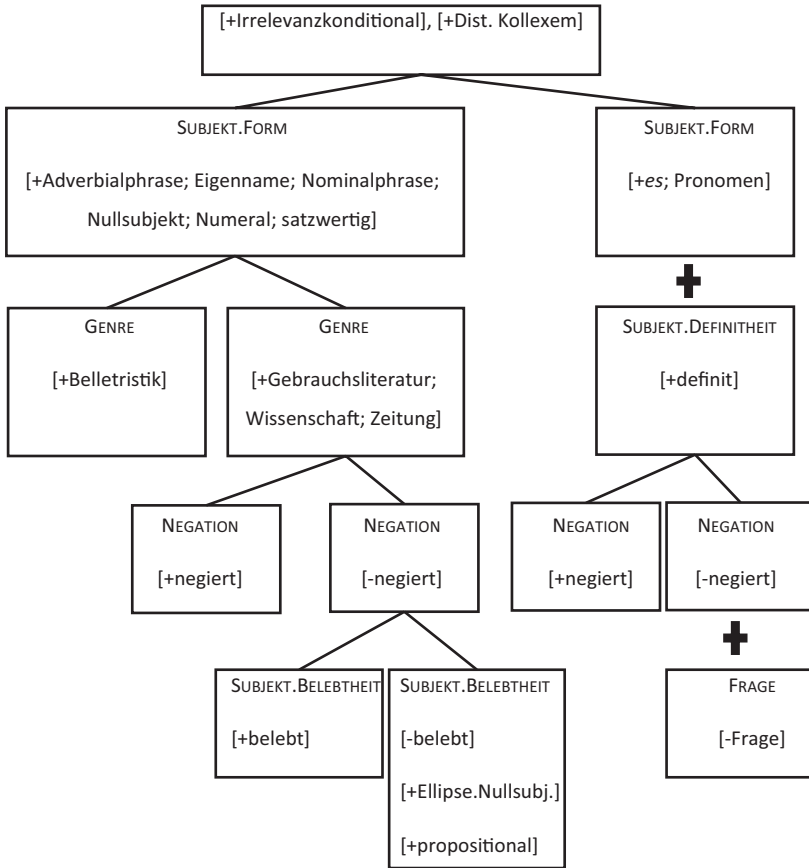 [+Irrelevanzkonditional], [+Dist. Kollexem]
SUBJEKT.FORM
[+Adverbialphrase; Eigenname; Nominalphrase;
Nullsubjekt; Numeral; satzwertig]
SUBJEKT.FORM
[+es; Pronomen]
GENRE
[+Belletristik]
GENRE
[+Gebrauchsliteratur;
Wissenschaft; Zeitung]
SUBJEKT.DEFINITHEIT
[+definit]
NEGATION
[+negiert]
NEGATION
[-negiert]
NEGATION
[+negiert]
NEGATION
[-negiert]
SUBJEKT.BELEBTHEIT
[+belebt]
SUBJEKT.BELEBTHEIT
[-belebt]
[+Ellipse.Nullsubj.]
[+propositional]
FRAGE
[-Frage]